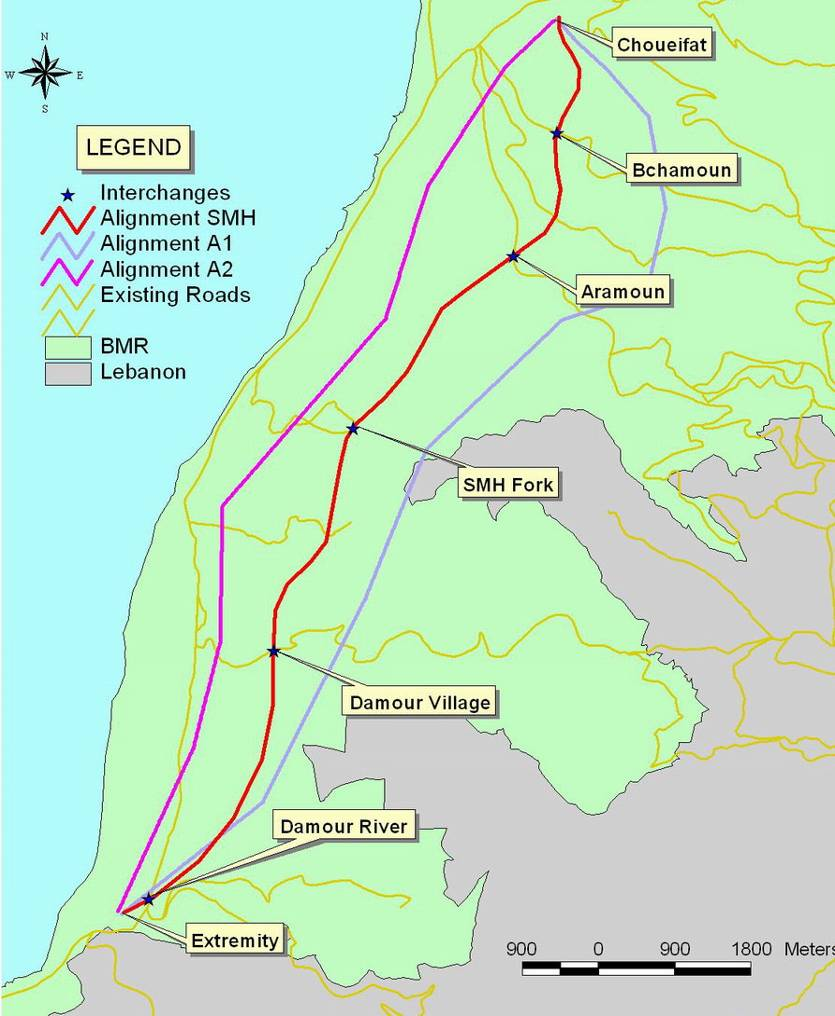 N
W E
S
LEGEND
Interchanges
Alignment SMH
Alignment A1
Alignment A2
Existing Roads
BMR
Lebanon
Choueifat
Bchamoun
Aramoun
SMH Fork
Damour Village
Damour River
Extremity
900 0 900 1800 Meters